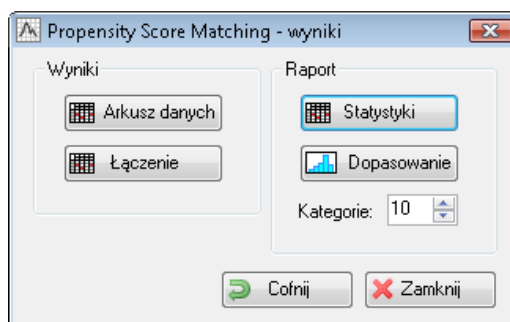 Propensity Score Matching - wyniki
Wyniki
Arkusz danych
Łączenie
Raport
Statystyki
Dopasowanie
Kategorie: 10
Cofnij
Zamknij